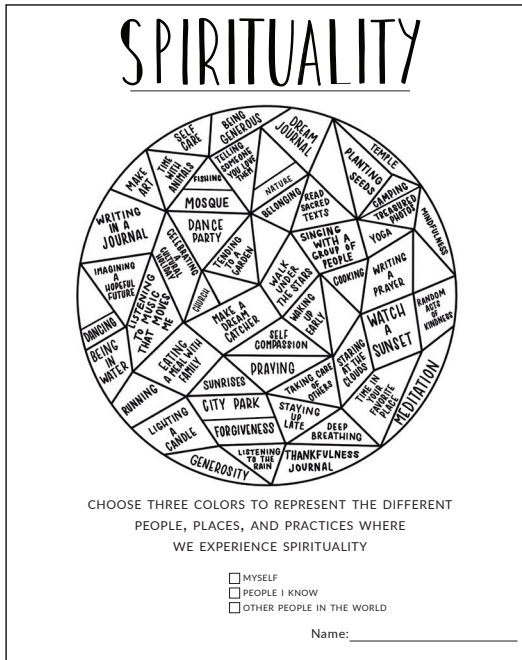 SPIRITUALITY
SELF
CARE
BEING
GENEROUS
DREAM
JOURNAL
TEMPLE
MAKE
ART
TIME
WITH
ANIMALS
TELLING
SOMEONE
YOU LOVE
THEM
FISHING
NATURE
PLANTING
SEEDS
CAMPING
TREASURED
PHOTOS
MOSQUE
BELONGING
READ
SACRED
TEXTS
WRITING
IN A
JOURNAL
DANCE
PARTY
SINGING
WITH A
GROUP OF
PEOPLE
YOGA
MINDFULNESS
CELEBRATING
A
CULTURAL
HOLIDAY
TENDING
TO A
GARDEN
IMAGINING
A
HOPEFUL
FUTURE
LISTENING
TO MUSIC
THAT MOVES
ME
CHURCH
WALK
UNDER
THE STARS
COOKING
WRITING
A
PRAYER
DANCING
MAKE A
DREAM
CATCHER
WAKING
UP
EARLY
WATCH
A
SUNSET
RANDOM
ACTS
OF
KINDNESS
BEING
IN
WATER
EATING
A MEAL WITH
FAMILY
SELF
COMPASSION
STARING
AT THE
CLOUDS
PRAYING
RUNNING
SUNRISES
TAKING CARE
OF
OTHERS
TIME IN
YOUR
FAVORITE
PLACE
MEDITATION
CITY PARK
LIGHTING
A
CANDLE
FORGIVENESS
STAYING
UP
LATE
DEEP
BREATHING
GENEROSITY
LISTENING
TO THE
RAIN
THANKFULNESS
JOURNAL
CHOOSE THREE COLORS TO REPRESENT THE DIFFERENT
PEOPLE, PLACES, AND PRACTICES WHERE
WE EXPERIENCE SPIRITUALITY
MYSELF
PEOPLE I KNOW
OTHER PEOPLE IN THE WORLD
Name: